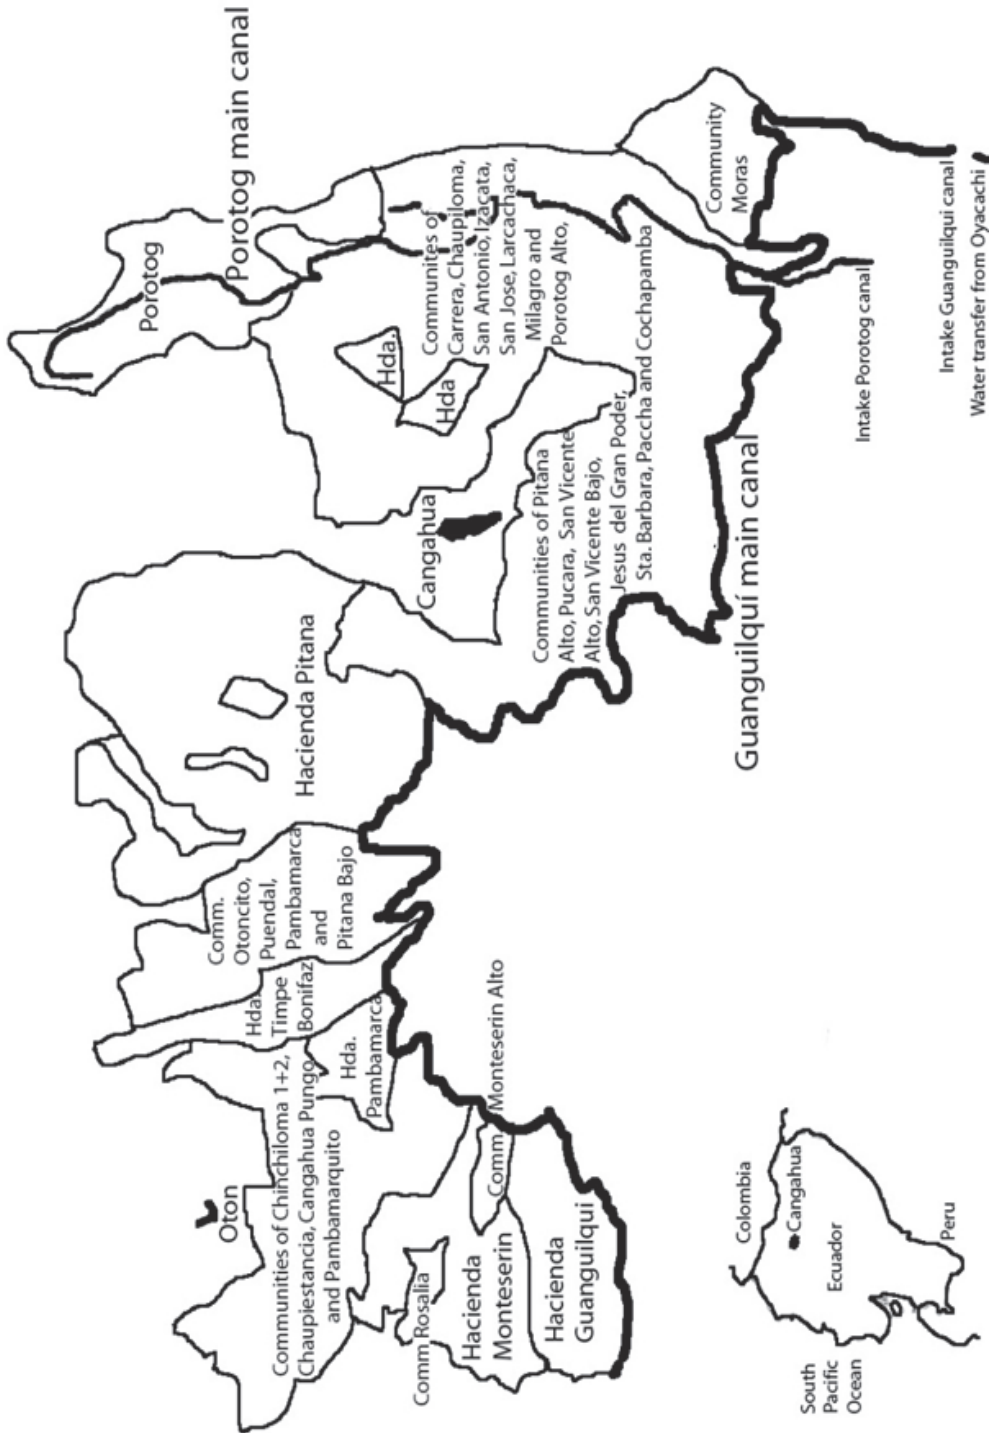 Porotog
Porotog main canal
Hda.
Hda
Communites of
Carrera, Chaupiloma,
San Antonio, Izacata,
San Jose, Larcachaca,
Milagro and
Porotog Alto,
Community
Moras
Cangahua
Communities of Pitana
Alto, Pucara, San Vicente
Alto, San Vicente Bajo,
Jesus del Gran Poder,
Sta. Barbara, Paccha and Cochapamba
Hacienda Pitana
Comm.
Otoncito,
Puendal,
Pambamarca
and
Pitana Bajo
Hda.
Timpe
Bonifaz
Hda.
Pambamarca
Oton
Communities of Chinchiloma 1+2,
Chaupiestancia, Cangahua Pungo
and Pambamarquito
Comm Rosalia
Hacienda
Monteserin
Comm. Monteserin Alto
Hacienda
Guanguilqui
Guanguilquí main canal
Intake Porotog canal
Intake Guanguilqui canal
Water transfer from Oyacachi
Colombia
Cangahua
Ecuador
Peru
South
Pacific
Ocean